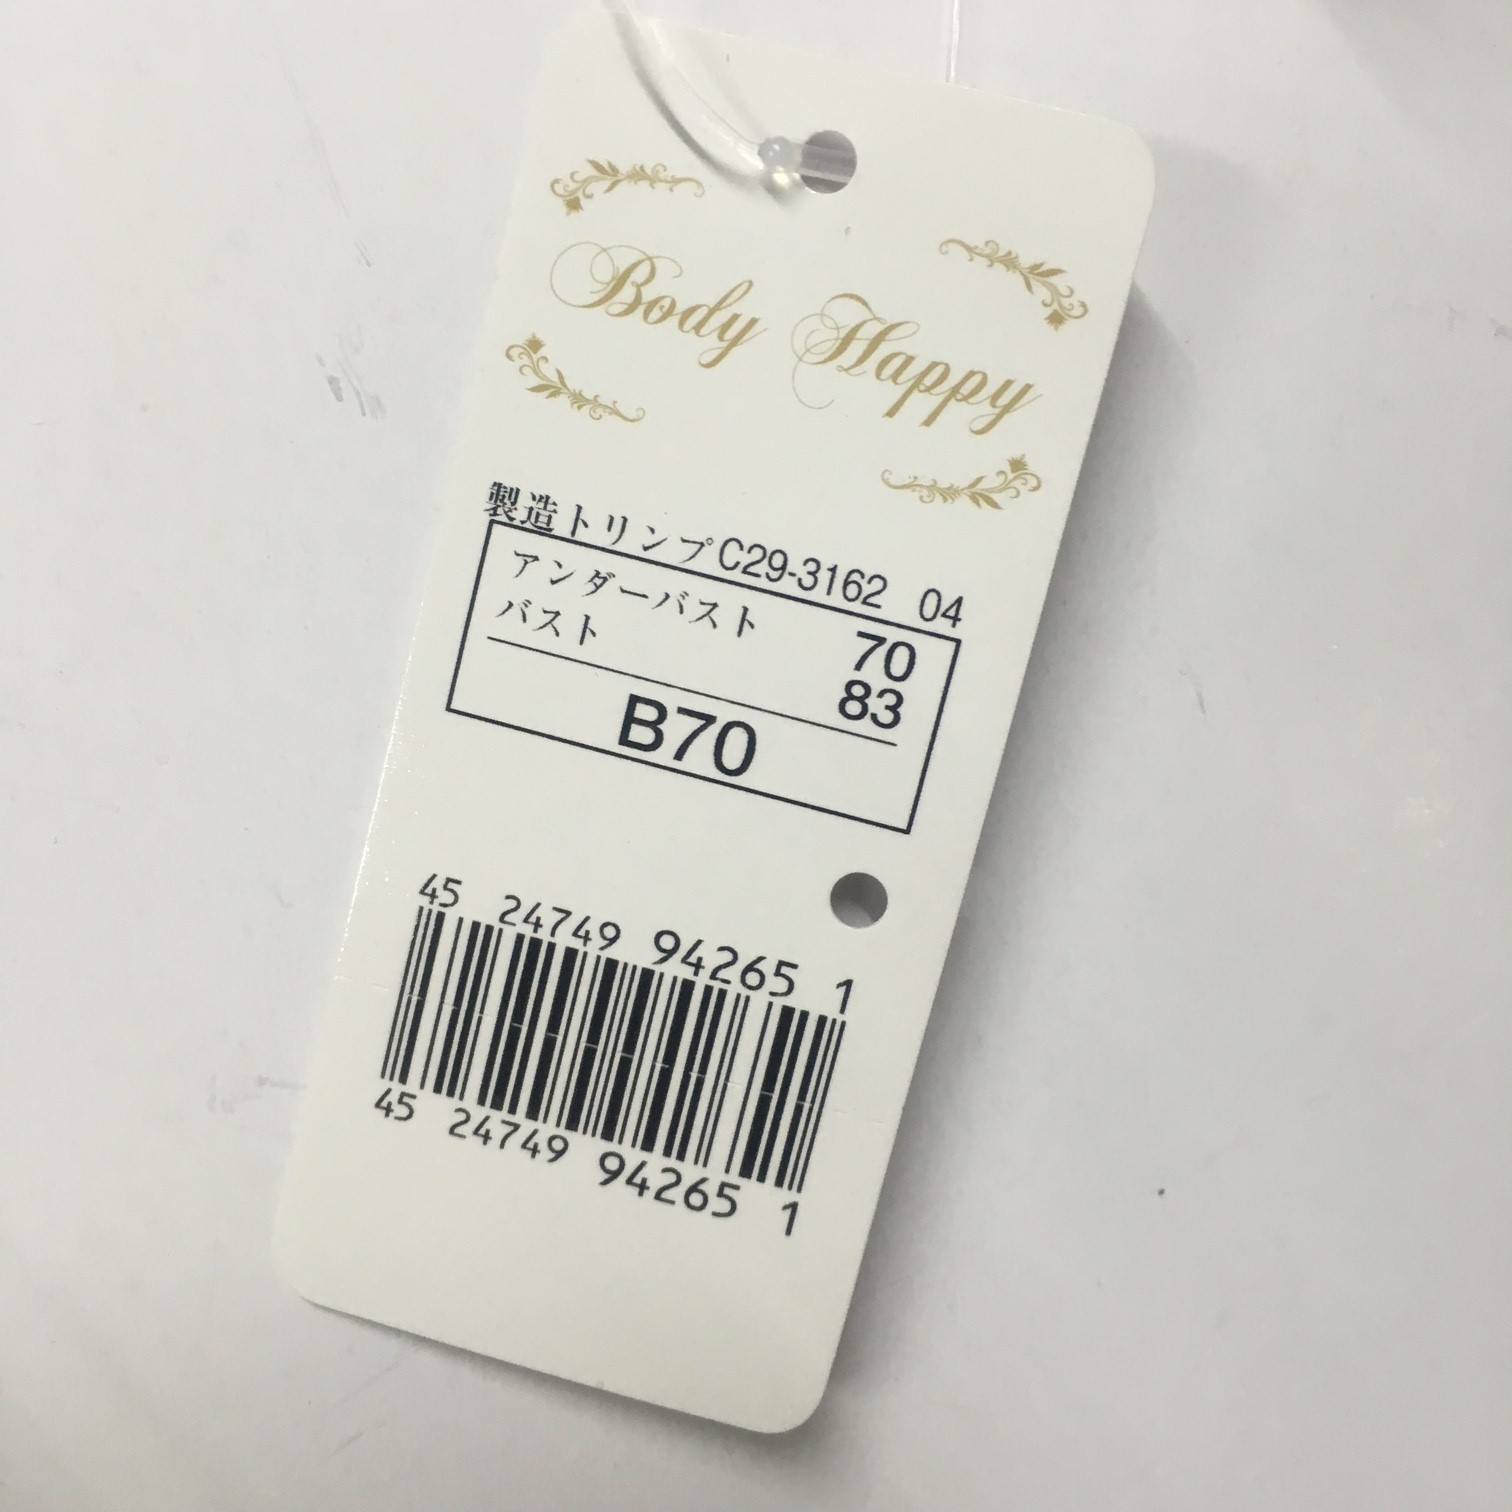 Body Happy
製造トリンプC29-3162 04
アンダーバスト 70
バスト 83
B70
45 24749 94265 1
45 24749 94265 1